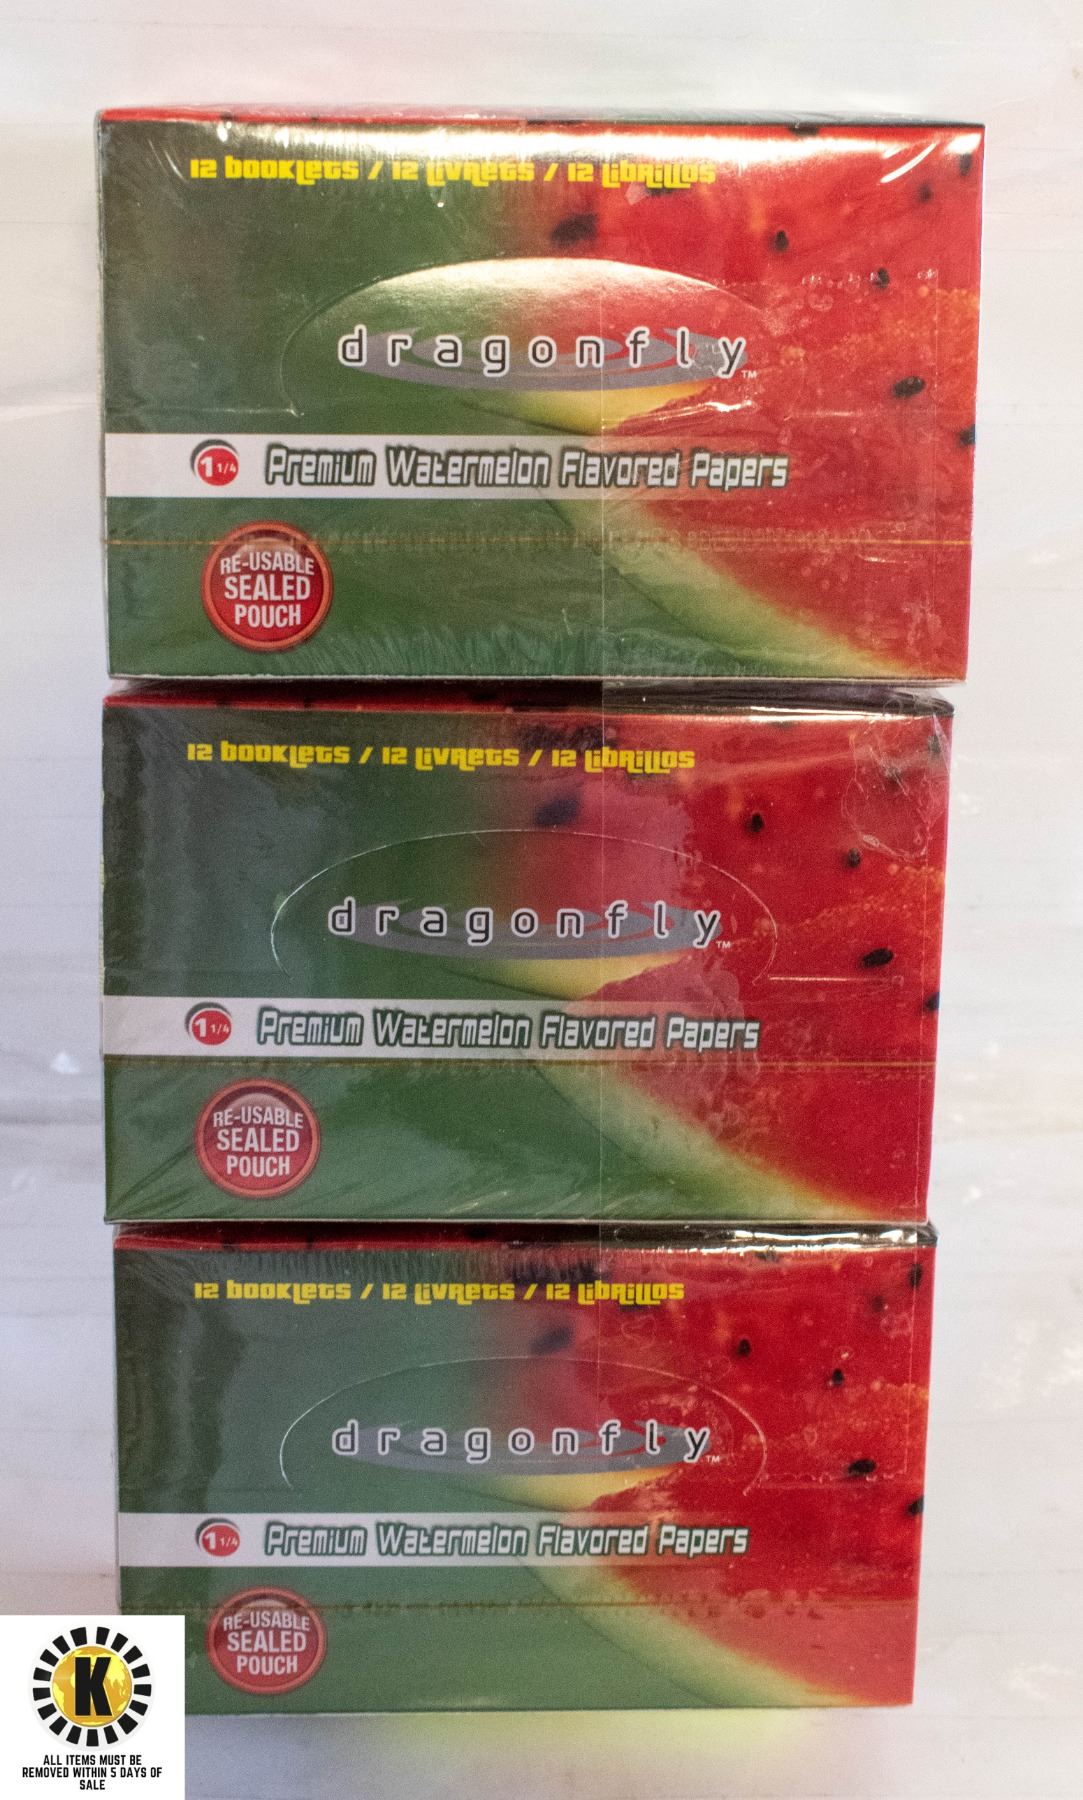 12 booklets / 12 livrets / 12 librillos
dragonfly™
1 1/4 Premium Watermelon Flavored Papers
RE-USABLE
SEALED
POUCH
12 booklets / 12 livrets / 12 librillos
dragonfly™
1 1/4 Premium Watermelon Flavored Papers
RE-USABLE
SEALED
POUCH
12 booklets / 12 livrets / 12 librillos
dragonfly™
1 1/4 Premium Watermelon Flavored Papers
RE-USABLE
SEALED
POUCH
K
ALL ITEMS MUST BE
REMOVED WITHIN 5 DAYS OF
SALE